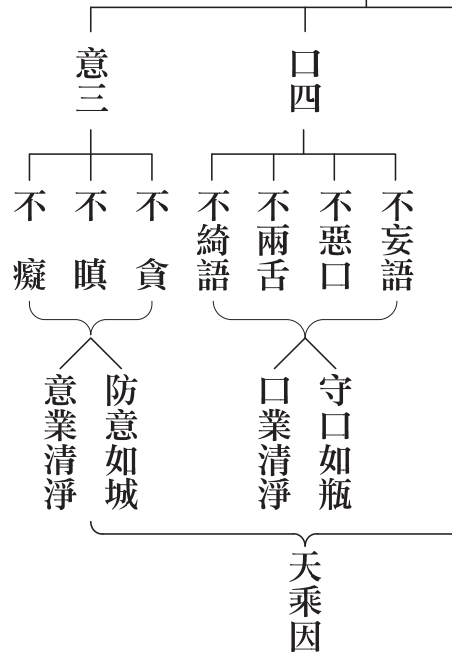 口四
不妄語
不惡口
不兩舌
不綺語
守口如瓶
口業清淨
意三
不貪
不瞋
不癡
防意如城
意業清淨
天乘因